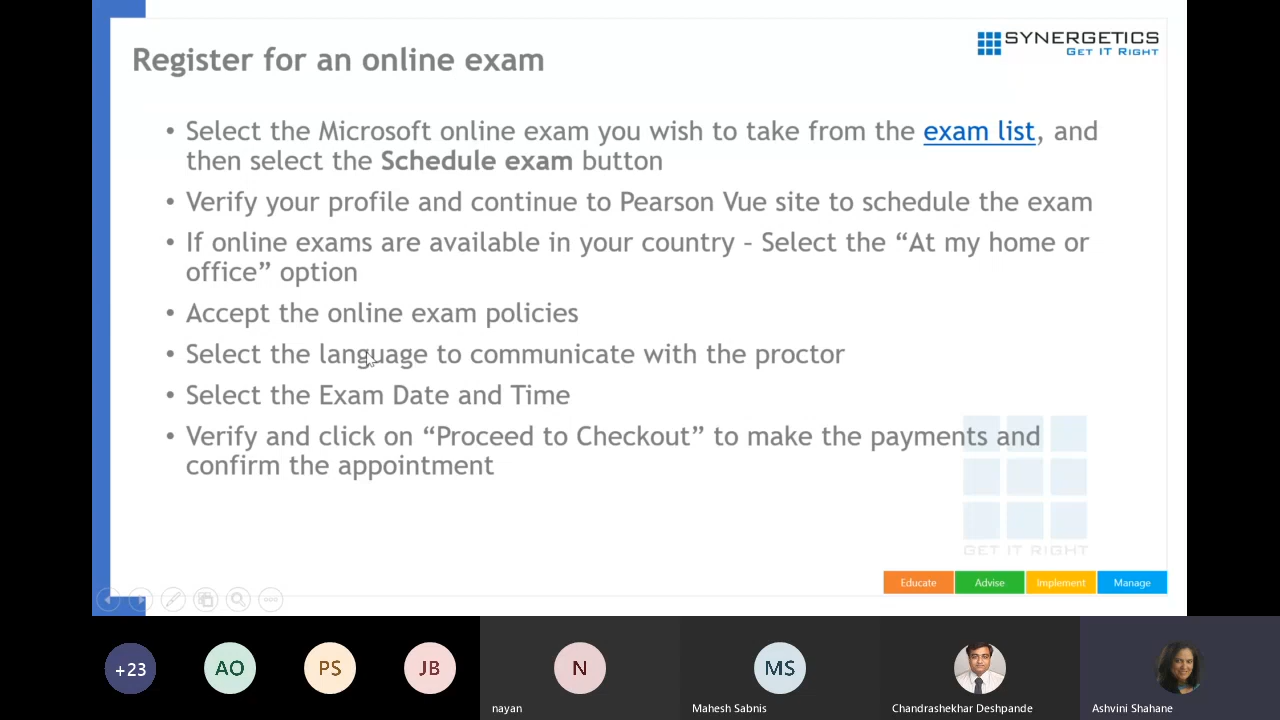 SYNERGETICS
GET IT RIGHT
Register for an online exam
• Select the Microsoft online exam you wish to take from the exam list, and
then select the Schedule exam button
• Verify your profile and continue to Pearson Vue site to schedule the exam
• If online exams are available in your country – Select the “At my home or
office” option
• Accept the online exam policies
• Select the language to communicate with the proctor
• Select the Exam Date and Time
• Verify and click on “Proceed to Checkout” to make the payments and
confirm the appointment
GET IT RIGHT
Educate Advise Implement Manage
+23 AO PS JB N MS
nayan Mahesh Sabnis Chandrashekhar Deshpande Ashvini Shahane